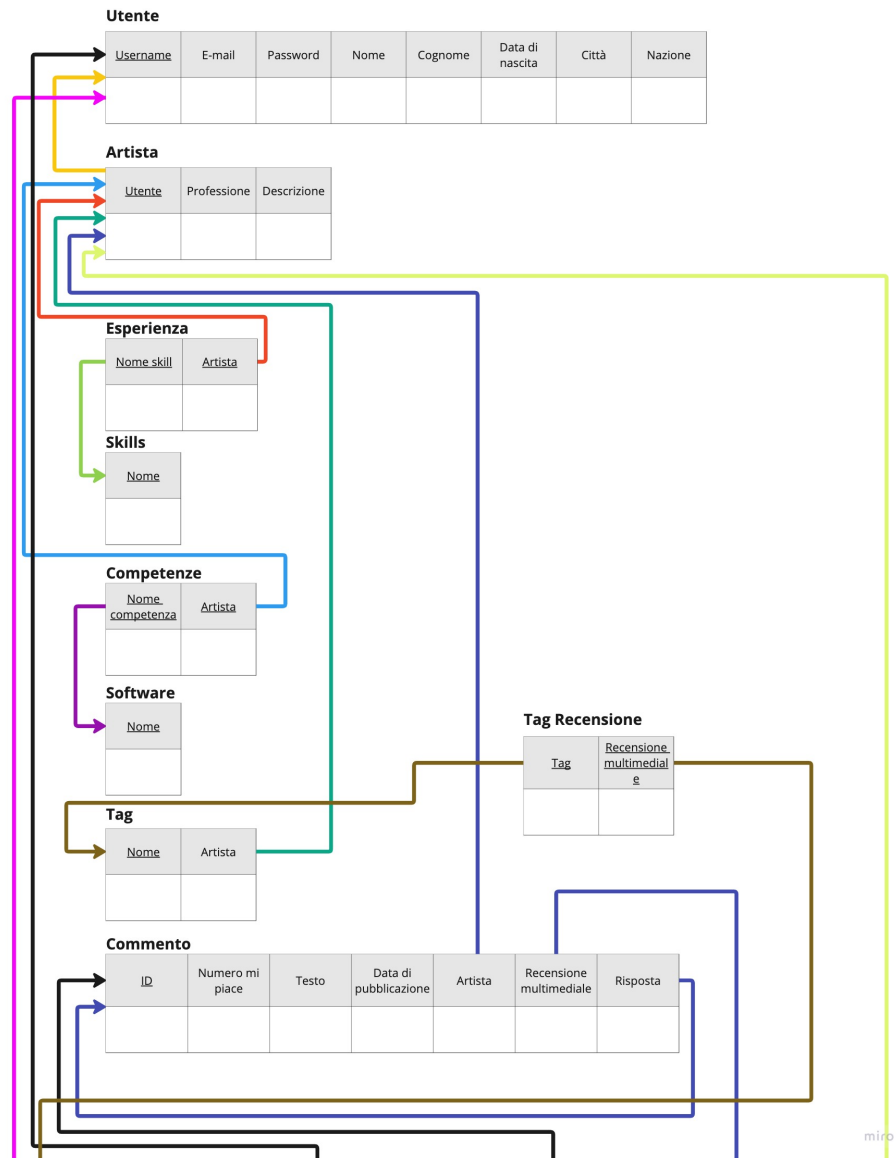 Utente
Username E-mail Password Nome Cognome Data di Città Nazione
nascita
Artista
Utente Professione Descrizione
Esperienza
Nome skill Artista
Skills
Nome
Competenze
Nome Artista
competenza
Software
Nome
Tag Recensione
Tag Recensione
multimedial
e
Tag
Nome Artista
Commento
ID Numero mi Testo Data di Artista Recensione Risposta
piace pubblicazione multimediale
miro